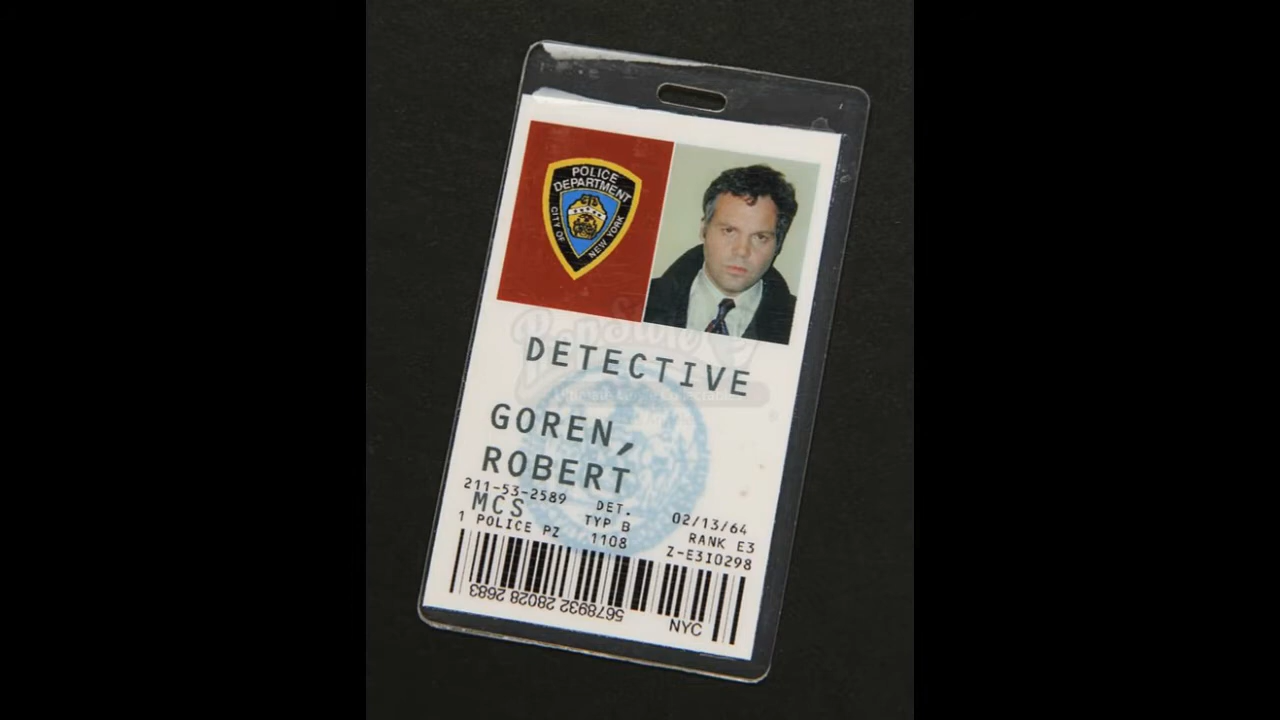 POLICE
DEPARTMENT
CITY OF
NEW YORK
DETECTIVE
GOREN,
ROBERT
211-53-2589 DET. 02/13/64
MCS TYP B RANK E3
1 POLICE PZ 1108 Z-E3I0298
5678932 28028 2683
NYC